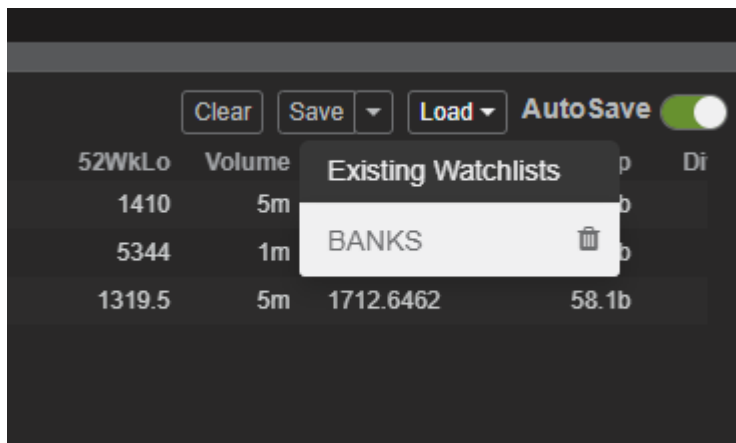 Clear Save Load AutoSave
52WkLo Volume p Di
Existing Watchlists
1410 5m b
BANKS
5344 1m b
1319.5 5m 1712.6462 58.1b